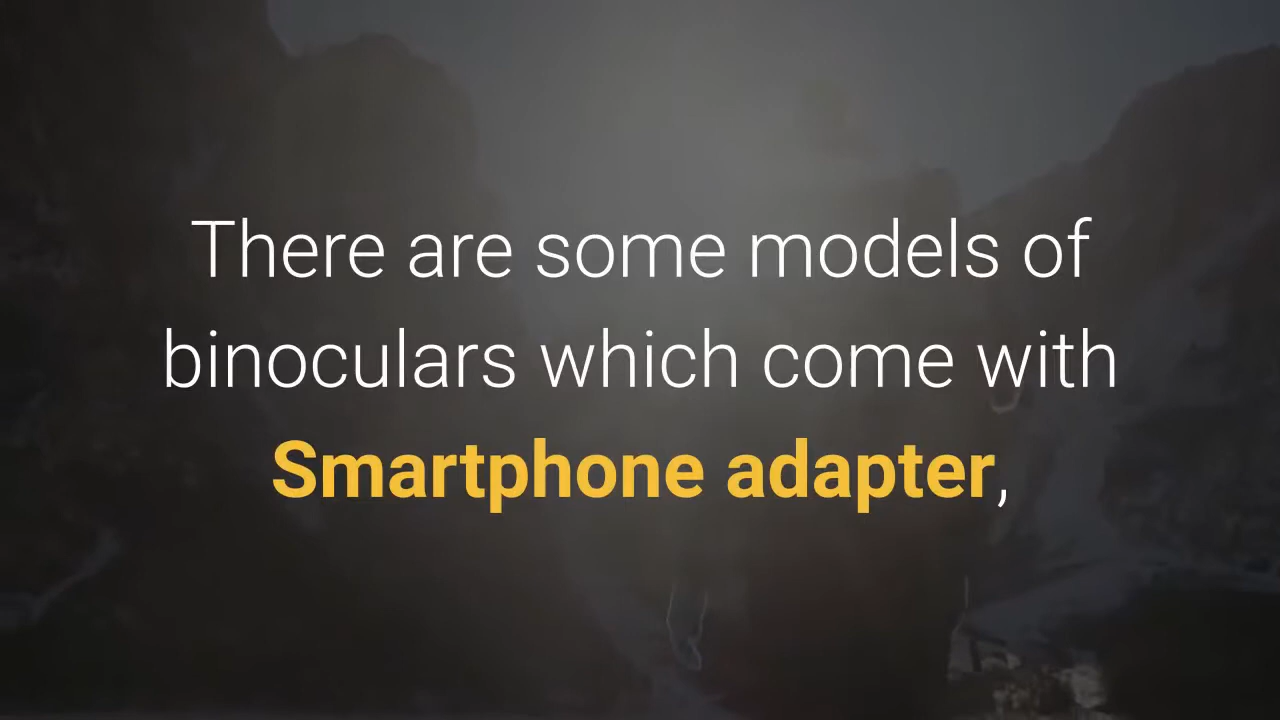 There are some models of
binoculars which come with
Smartphone adapter,